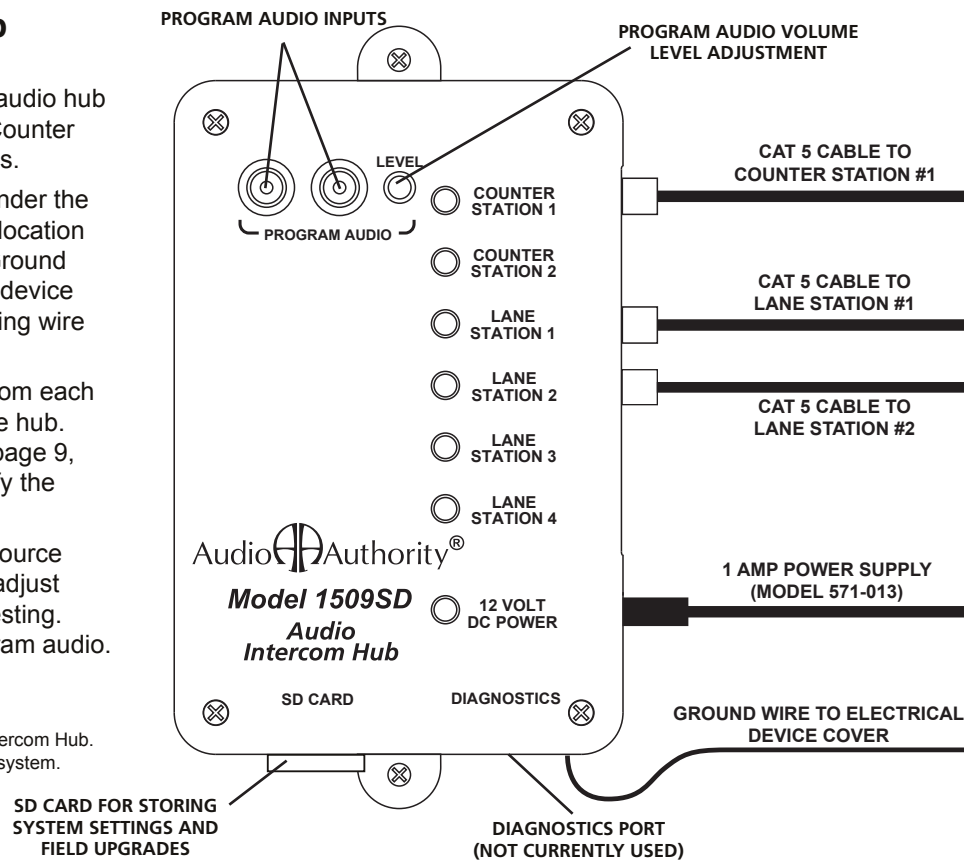 PROGRAM AUDIO INPUTS
PROGRAM AUDIO VOLUME
LEVEL ADJUSTMENT
audio hub
Counter
s.
nder the
location
round
device
ing wire
om each
e hub.
page 9,
fy the
ource
adjust
esting.
ram audio.
ercom Hub.
system.
LEVEL
PROGRAM AUDIO
COUNTER
STATION 1
COUNTER
STATION 2
LANE
STATION 1
LANE
STATION 2
LANE
STATION 3
LANE
STATION 4
Audio Authority®
Model 1509SD
Audio
Intercom Hub
12 VOLT
DC POWER
SD CARD
DIAGNOSTICS
CAT 5 CABLE TO
COUNTER STATION #1
CAT 5 CABLE TO
LANE STATION #1
CAT 5 CABLE TO
LANE STATION #2
1 AMP POWER SUPPLY
(MODEL 571-013)
GROUND WIRE TO ELECTRICAL
DEVICE COVER
SD CARD FOR STORING
SYSTEM SETTINGS AND
FIELD UPGRADES
DIAGNOSTICS PORT
(NOT CURRENTLY USED)